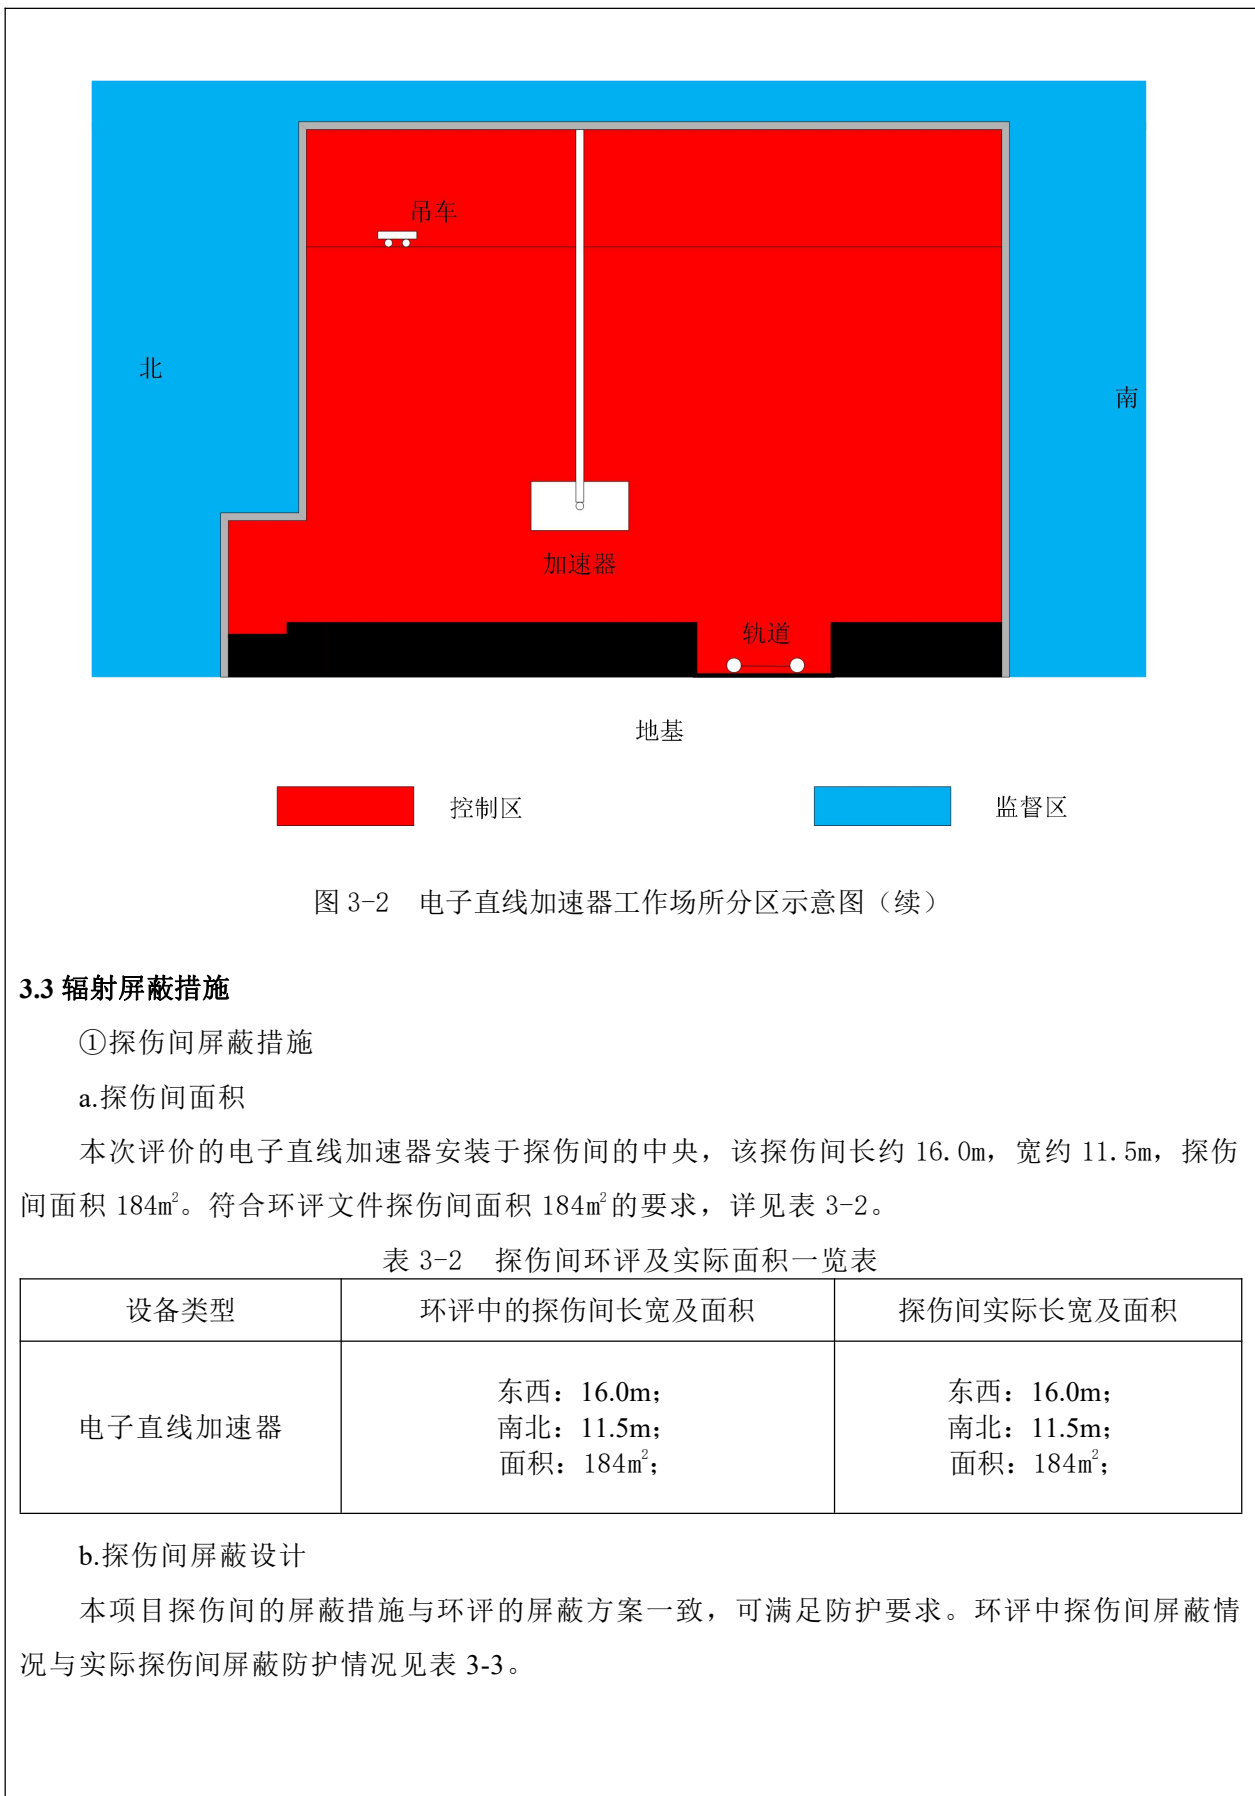 吊车
北
南
加速器
轨道
地基
控制区
监督区
图 3-2 电子直线加速器工作场所分区示意图（续）
3.3 辐射屏蔽措施
①探伤间屏蔽措施
a.探伤间面积
本次评价的电子直线加速器安装于探伤间的中央，该探伤间长约 16.0m，宽约 11.5m，探伤
间面积 184m²。符合环评文件探伤间面积 184m²的要求，详见表 3-2。
表 3-2 探伤间环评及实际面积一览表
设备类型 环评中的探伤间长宽及面积 探伤间实际长宽及面积
东西：16.0m； 东西：16.0m；
电子直线加速器 南北：11.5m； 南北：11.5m；
面积：184m²； 面积：184m²；
b.探伤间屏蔽设计
本项目探伤间的屏蔽措施与环评的屏蔽方案一致，可满足防护要求。环评中探伤间屏蔽情
况与实际探伤间屏蔽防护情况见表 3-3。